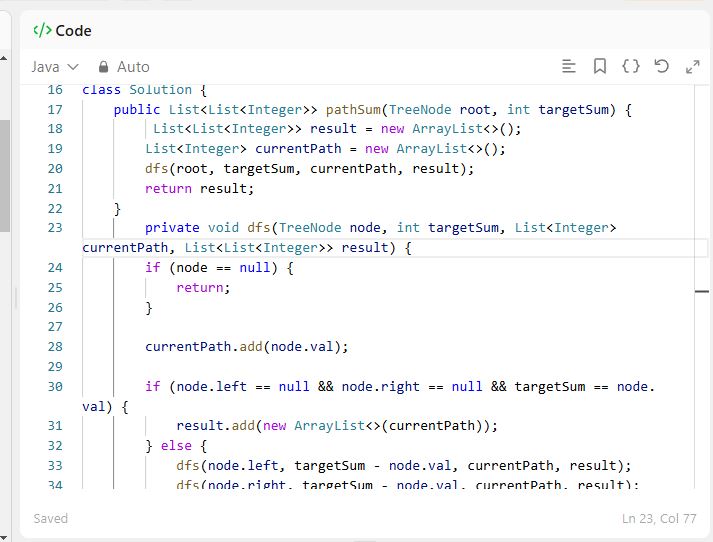 </> Code
Java Auto
16 class Solution {
17 public List<List<Integer>> pathSum(TreeNode root, int targetSum) {
18 List<List<Integer>> result = new ArrayList<>();
19 List<Integer> currentPath = new ArrayList<>();
20 dfs(root, targetSum, currentPath, result);
21 return result;
22 }
23 private void dfs(TreeNode node, int targetSum, List<Integer>
currentPath, List<List<Integer>> result) {
24 if (node == null) {
25 return;
26 }
27
28 currentPath.add(node.val);
29
30 if (node.left == null && node.right == null && targetSum == node.
val) {
31 result.add(new ArrayList<>(currentPath));
32 } else {
33 dfs(node.left, targetSum - node.val, currentPath, result);
34 dfs(node.right, targetSum - node.val, currentPath, result);
Saved Ln 23, Col 77